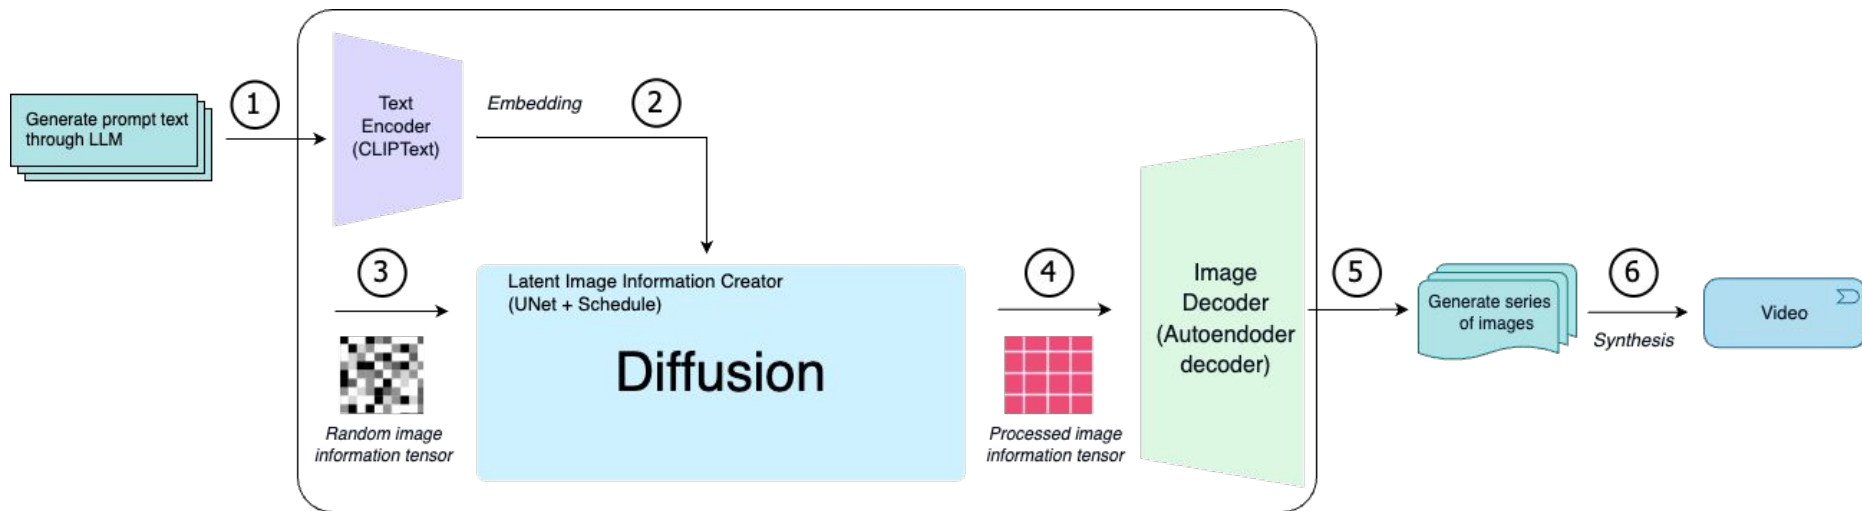 Generate prompt text
through LLM
1
Text
Encoder
(CLIPText)
Embedding
2
3
Random image
information tensor
Latent Image Information Creator
(UNet + Schedule)
Diffusion
4
Processed image
information tensor
Image
Decoder
(Autoendoder
decoder)
5
Generate series
of images
6
Synthesis
Video